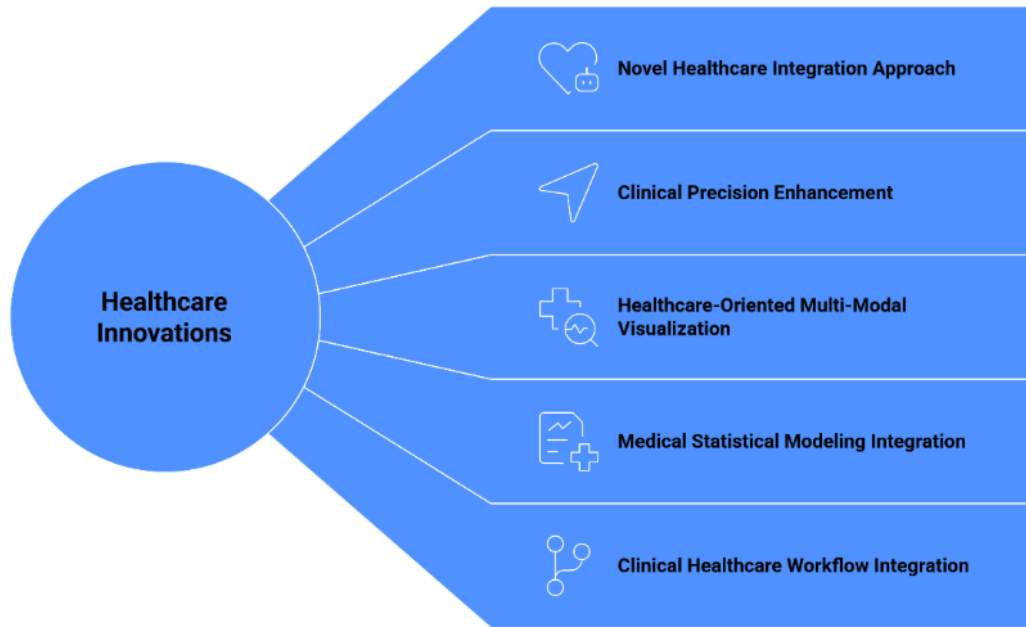 Novel Healthcare Integration Approach
Clinical Precision Enhancement
Healthcare
Innovations
Healthcare-Oriented Multi-Modal
Visualization
Medical Statistical Modeling Integration
Clinical Healthcare Workflow Integration